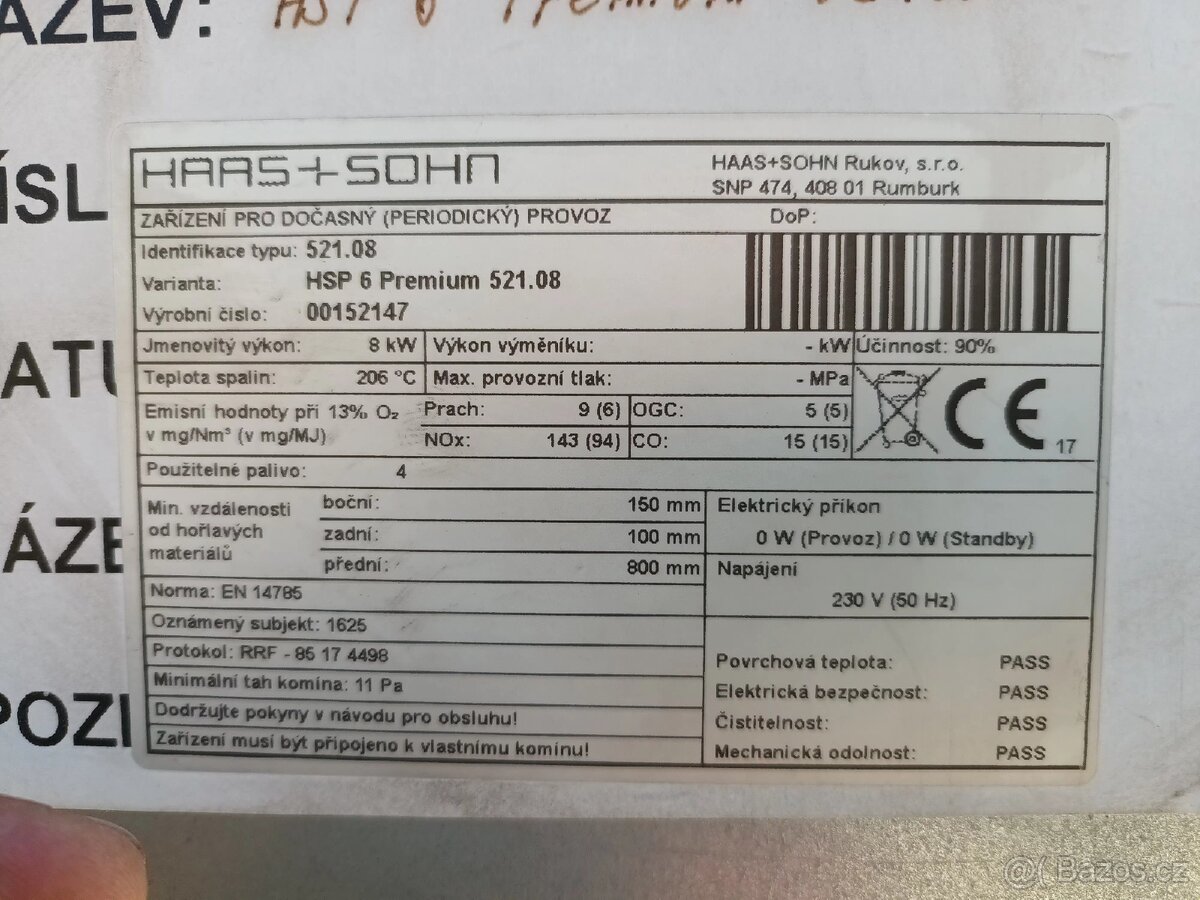 AZEV: HSP 6 PREMIUM
HAAS+SOHN
HAAS+SOHN Rukov, s.r.o.
SNP 474, 408 01 Rumburk
ZAŘÍZENÍ PRO DOČASNÝ (PERIODICKÝ) PROVOZ DoP:
Identifikace typu: 521.08
Varianta: HSP 6 Premium 521.08
Výrobní číslo: 00152147
Jmenovitý výkon: 8 kW Výkon výměníku: - kW Účinnost: 90%
Teplota spalin: 206 °C Max. provozní tlak: - MPa
Emisní hodnoty při 13% O₂
v mg/Nm³ (v mg/MJ)
Prach: 9 (6) OGC: 5 (5)
NOx: 143 (94) CO: 15 (15)
CE 17
Použitelné palivo: 4
Min. vzdálenosti
od hořlavých
materiálů
boční: 150 mm
zadní: 100 mm
přední: 800 mm
Elektrický příkon
0 W (Provoz) / 0 W (Standby)
Napájení
230 V (50 Hz)
Norma: EN 14785
Oznámený subjekt: 1625
Protokol: RRF - 85 17 4498
Minimální tah komína: 11 Pa
Dodržujte pokyny v návodu pro obsluhu!
Zařízení musí být připojeno k vlastnímu komínu!
Povrchová teplota: PASS
Elektrická bezpečnost: PASS
Čistitelnost: PASS
Mechanická odolnost: PASS
ÍSL
ATU
ÁZE
POZI
@( Bazos.cz